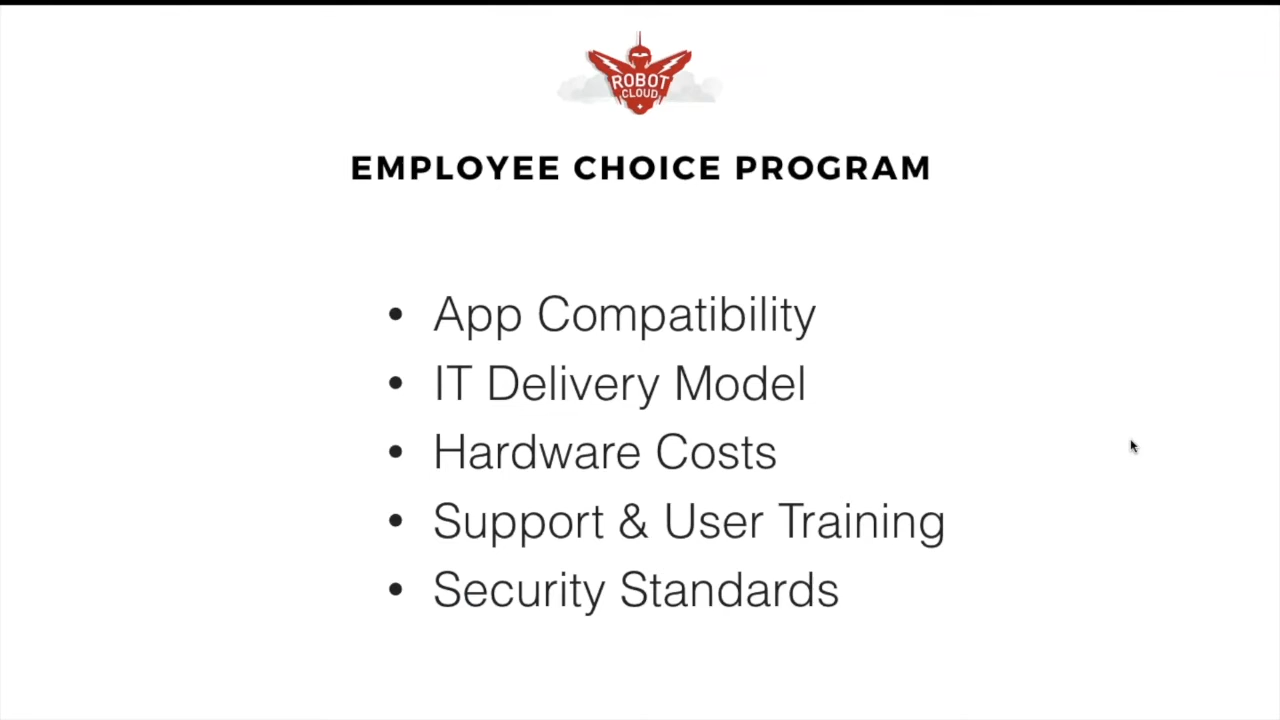 ROBOT
CLOUD
EMPLOYEE CHOICE PROGRAM
• App Compatibility
• IT Delivery Model
• Hardware Costs
• Support & User Training
• Security Standards